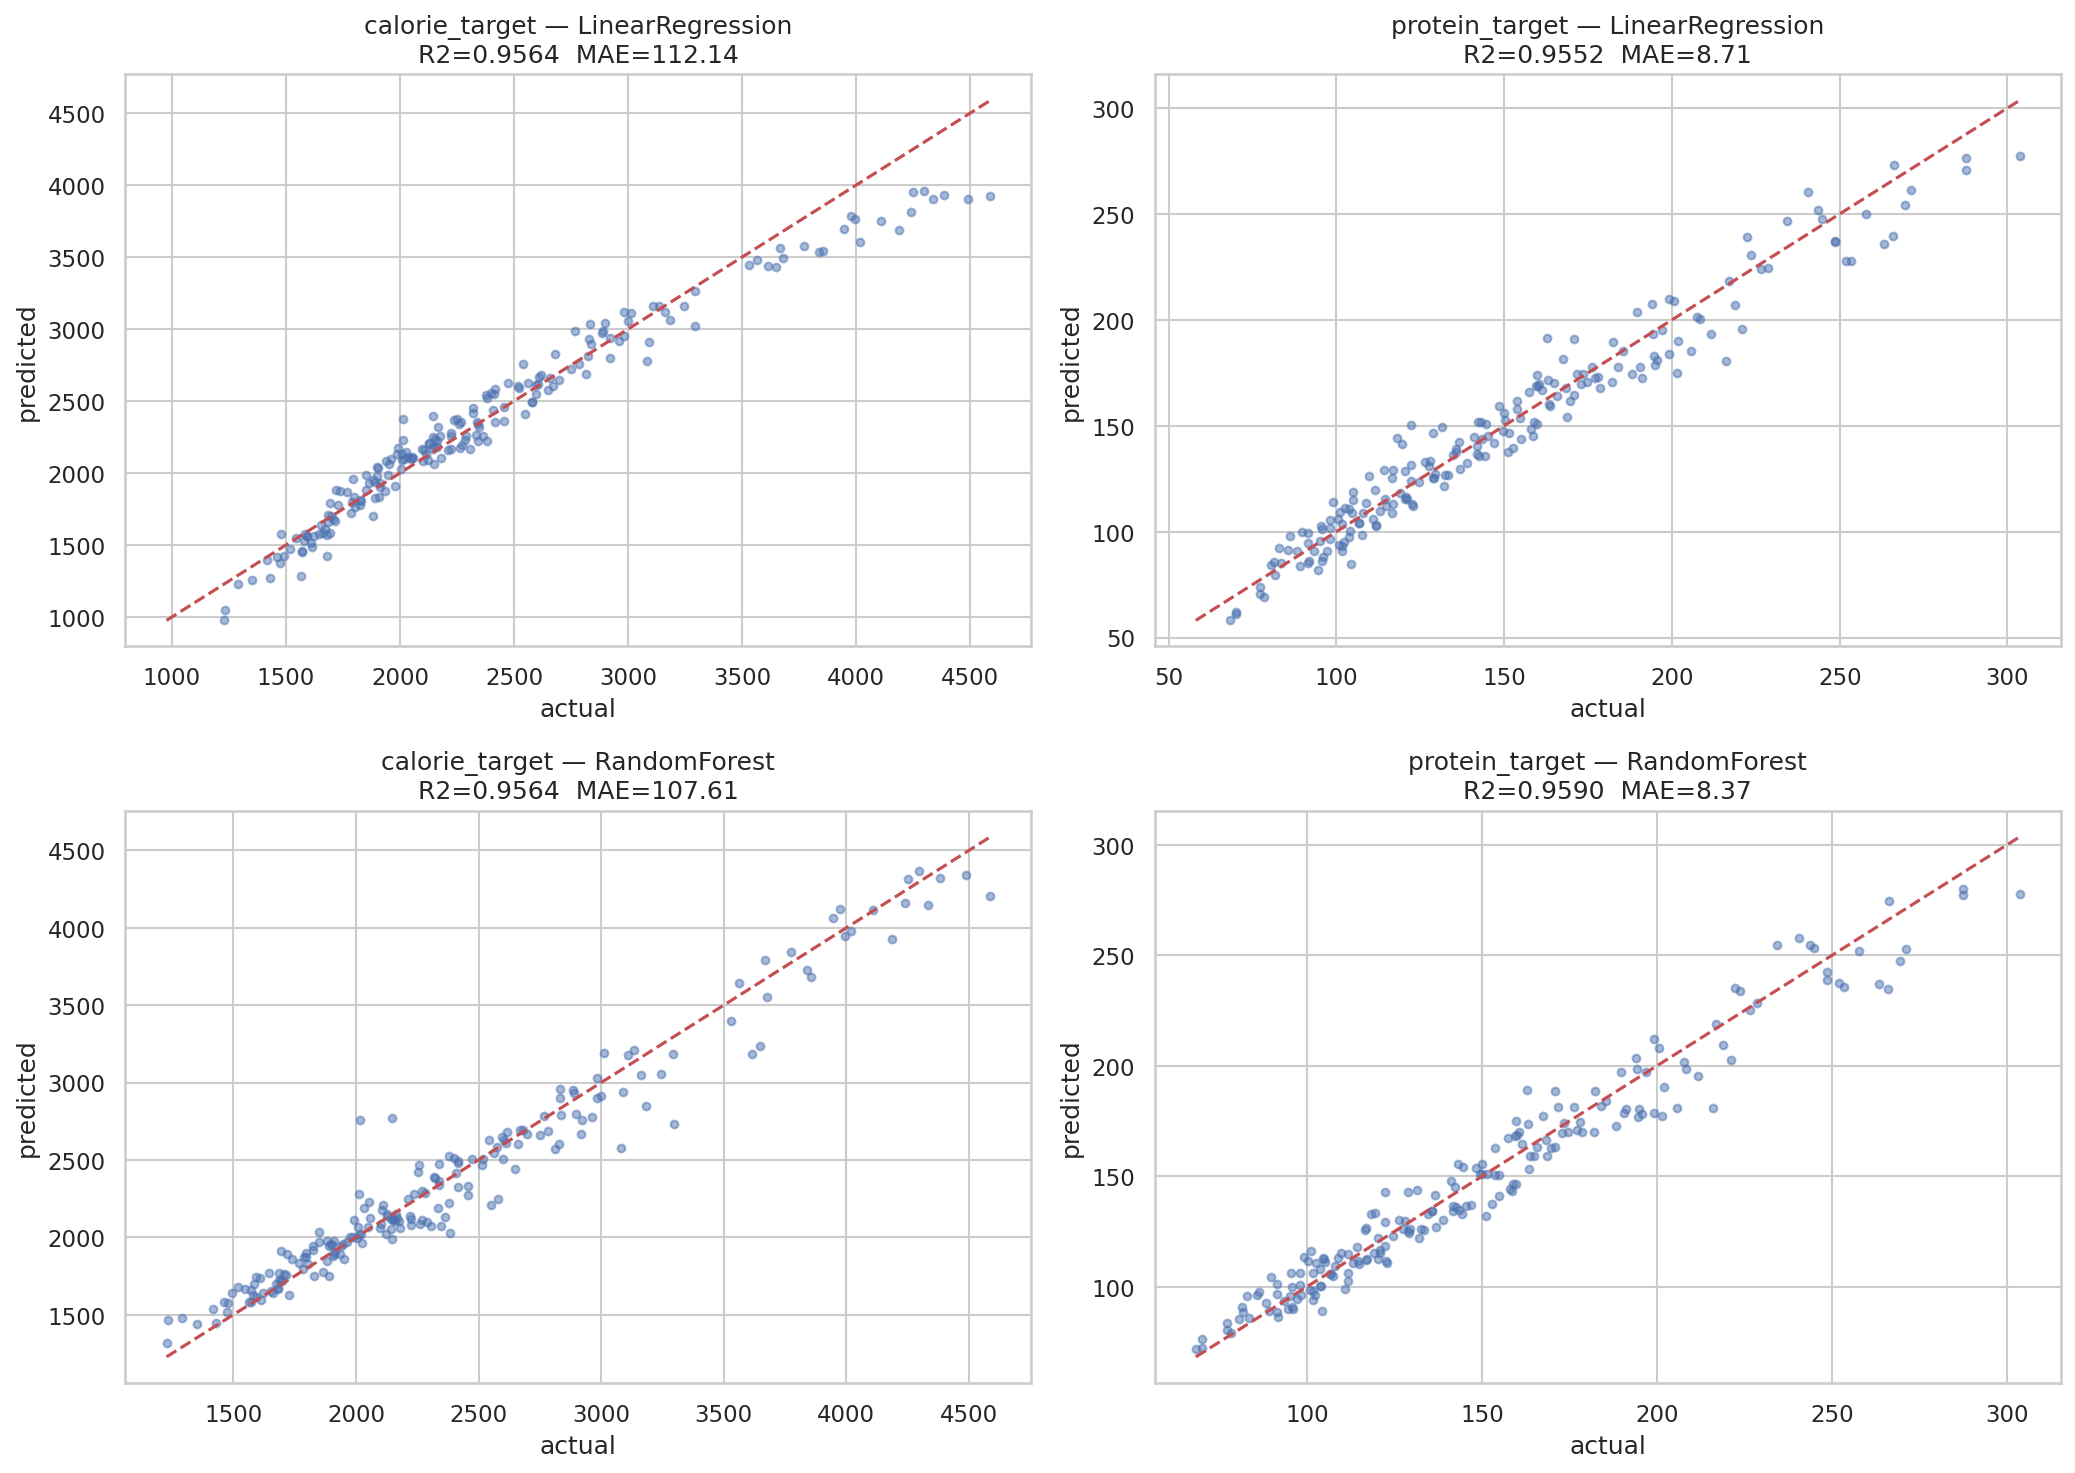 calorie_target — LinearRegression
R2=0.9564  MAE=112.14
4500
4000
3500
3000
2500
2000
1500
1000
predicted
1000 1500 2000 2500 3000 3500 4000 4500
actual
protein_target — LinearRegression
R2=0.9552  MAE=8.71
300
250
200
150
100
50
predicted
50 100 150 200 250 300
actual
calorie_target — RandomForest
R2=0.9564  MAE=107.61
4500
4000
3500
3000
2500
2000
1500
predicted
1500 2000 2500 3000 3500 4000 4500
actual
protein_target — RandomForest
R2=0.9590  MAE=8.37
300
250
200
150
100
predicted
100 150 200 250 300
actual